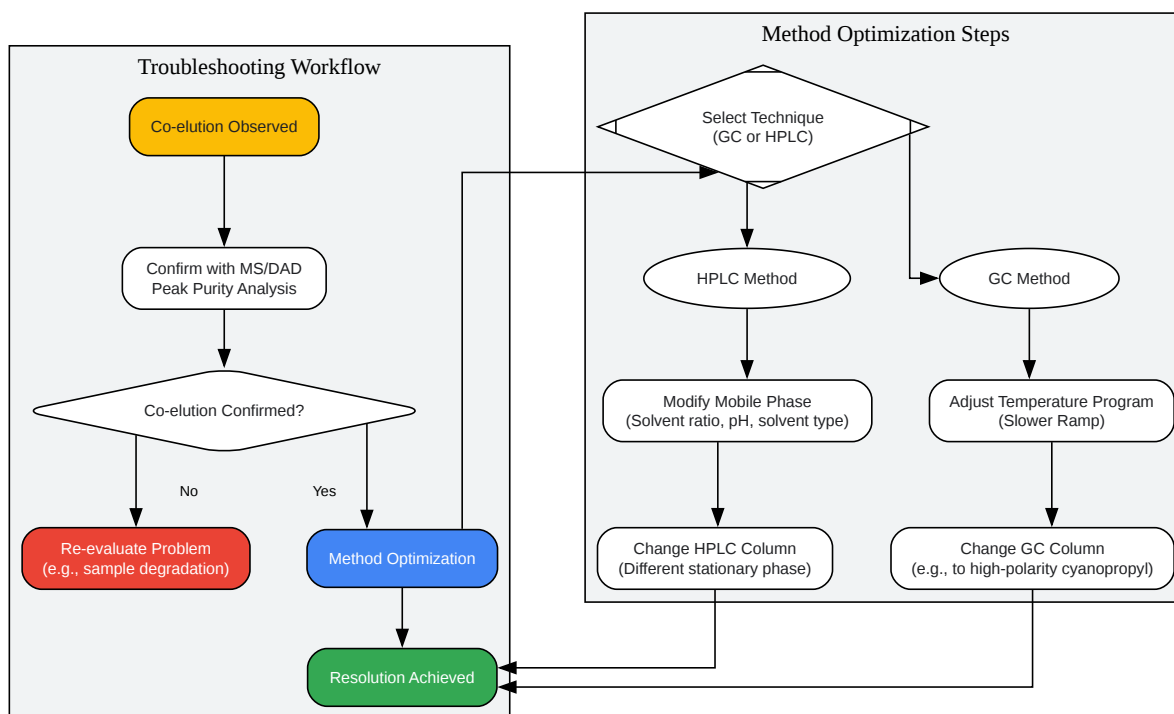 Troubleshooting Workflow
Co-elution Observed
Confirm with MS/DAD
Peak Purity Analysis
Co-elution Confirmed?
No
Yes
Re-evaluate Problem
(e.g., sample degradation)
Method Optimization
Resolution Achieved
Method Optimization Steps
Select Technique
(GC or HPLC)
HPLC Method
GC Method
Modify Mobile Phase
(Solvent ratio, pH, solvent type)
Adjust Temperature Program
(Slower Ramp)
Change HPLC Column
(Different stationary phase)
Change GC Column
(e.g., to high-polarity cyanopropyl)